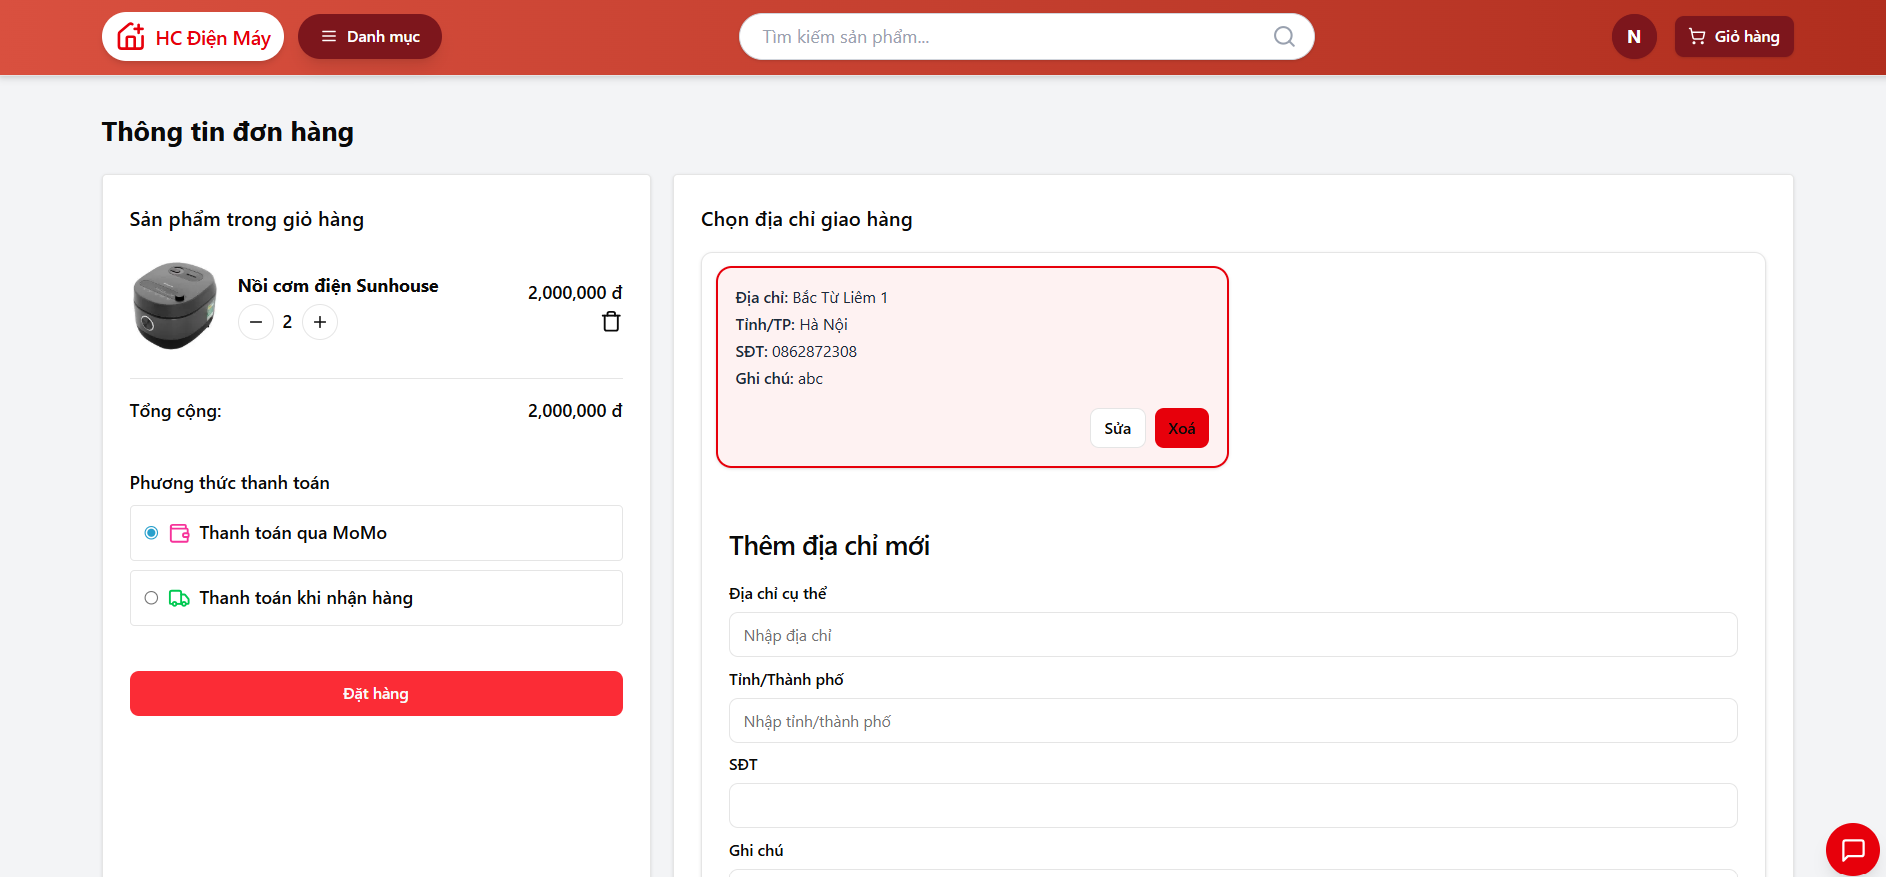 HC Điện Máy
Danh mục
Tìm kiếm sản phẩm...
N
Giỏ hàng
Thông tin đơn hàng
Sản phẩm trong giỏ hàng
Nồi cơm điện Sunhouse
2,000,000 đ
2
Tổng cộng:
2,000,000 đ
Phương thức thanh toán
Thanh toán qua MoMo
Thanh toán khi nhận hàng
Đặt hàng
Chọn địa chỉ giao hàng
Địa chỉ: Bắc Từ Liêm 1
Tỉnh/TP: Hà Nội
SĐT: 0862872308
Ghi chú: abc
Sửa
Xoá
Thêm địa chỉ mới
Địa chỉ cụ thể
Nhập địa chỉ
Tỉnh/Thành phố
Nhập tỉnh/thành phố
SĐT
Ghi chú